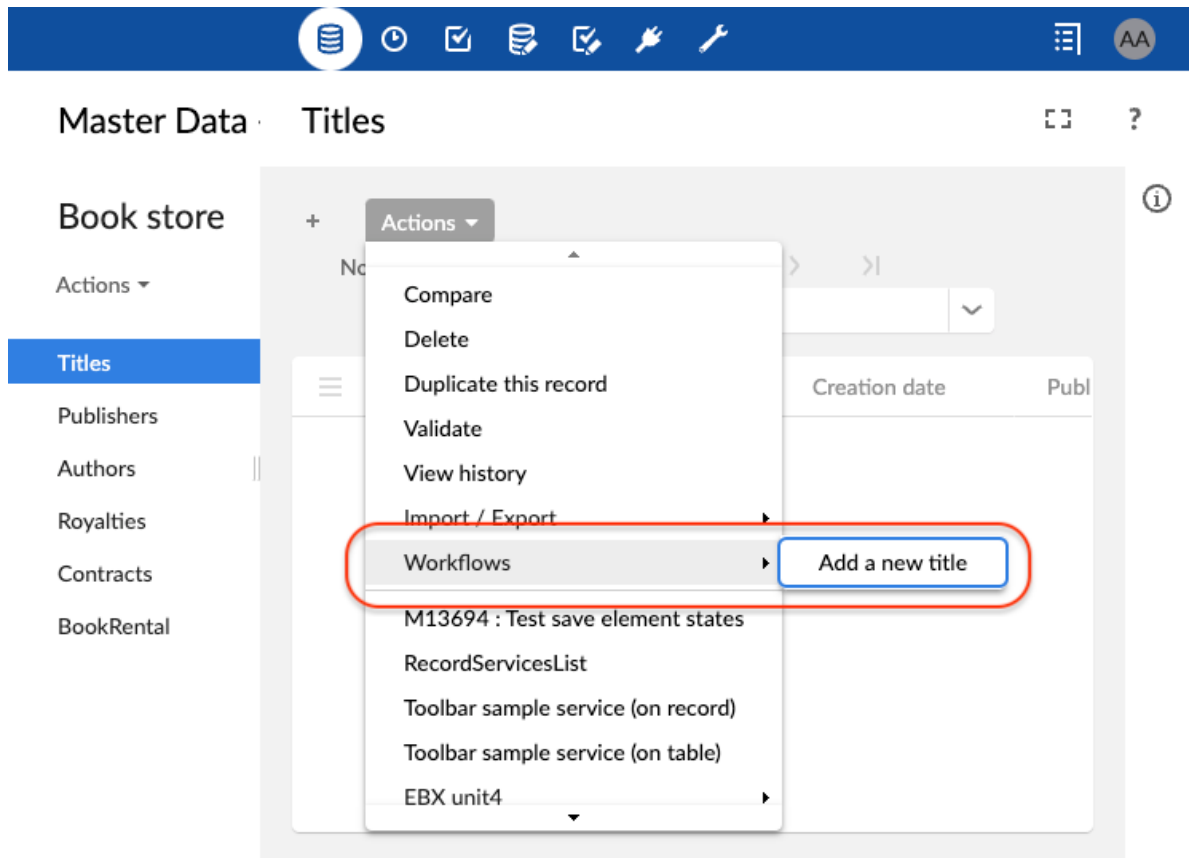 AA
Master Data
Titles
?
Book store
Actions
Titles
Publishers
Authors
Royalties
Contracts
BookRental
+ Actions
Compare
Delete
Duplicate this record
Validate
View history
Import / Export
Workflows
Add a new title
M13694 : Test save element states
RecordServicesList
Toolbar sample service (on record)
Toolbar sample service (on table)
EBX unit4
Creation date
Publ